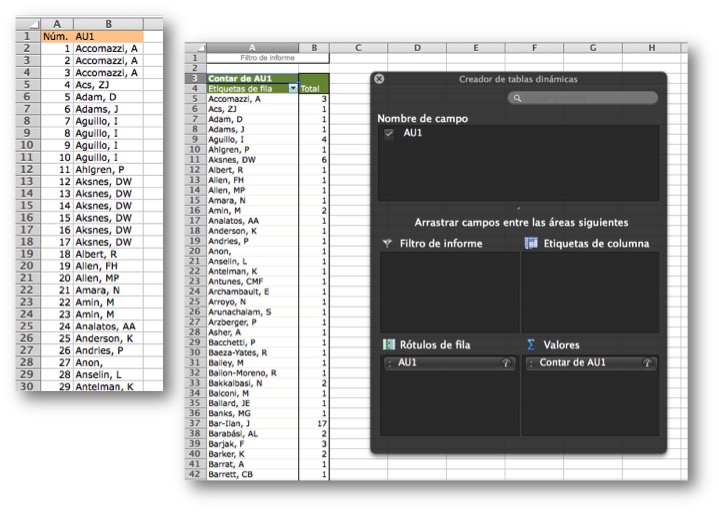 A B
1 Núm. AU1
2 1 Accomazzi, A
3 2 Accomazzi, A
4 3 Accomazzi, A
5 4 Acs, ZJ
6 5 Adam, D
7 6 Adams, J
8 7 Aguillo, I
9 8 Aguillo, I
10 9 Aguillo, I
11 10 Aguillo, I
12 11 Ahlgren, P
13 12 Aksnes, DW
14 13 Aksnes, DW
15 14 Aksnes, DW
16 15 Aksnes, DW
17 16 Aksnes, DW
18 17 Aksnes, DW
19 18 Albert, R
20 19 Allen, FH
21 20 Allen, MP
22 21 Amara, N
23 22 Amin, M
24 23 Amin, M
25 24 Analatos, AA
26 25 Anderson, K
27 26 Andries, P
28 27 Anon,
29 28 Anselin, L
30 29 Antelman, K
A B C D E F G H
1 Filtro de informe
2
3 Contar de AU1
4 Etiquetas de fila Total
5 Accomazzi, A 3
6 Acs, ZJ 1
7 Adam, D 1
8 Adams, J 1
9 Aguillo, I 4
10 Ahlgren, P 1
11 Aksnes, DW 6
12 Albert, R 1
13 Allen, FH 1
14 Allen, MP 1
15 Amara, N 1
16 Amin, M 2
17 Analatos, AA 1
18 Anderson, K 1
19 Andries, P 1
20 Anon, 1
21 Anselin, L 1
22 Antelman, K 1
23 Antunes, CMF 1
24 Archambault, E 1
25 Arroyo, N 1
26 Arunachalam, S 1
27 Arzberger, P 1
28 Asher, A 1
29 Bacchetti, P 1
30 Baeza-Yates, R 1
31 Bailey, M 1
32 Bailon-Moreno, R 1
33 Bakkalbasi, N 2
34 Balconi, M 1
35 Ballard, JE 1
36 Banks, MG 1
37 Bar-Ilan, J 17
38 Barabási, AL 2
39 Barjak, F 3
40 Barker, K 2
41 Barrat, A 1
42 Barrett, CB 1
Creador de tablas dinámicas
Nombre de campo
AU1
Arrastrar campos entre las áreas siguientes
Filtro de informe Etiquetas de columna
Rótulos de fila Σ Valores
AU1 Contar de AU1